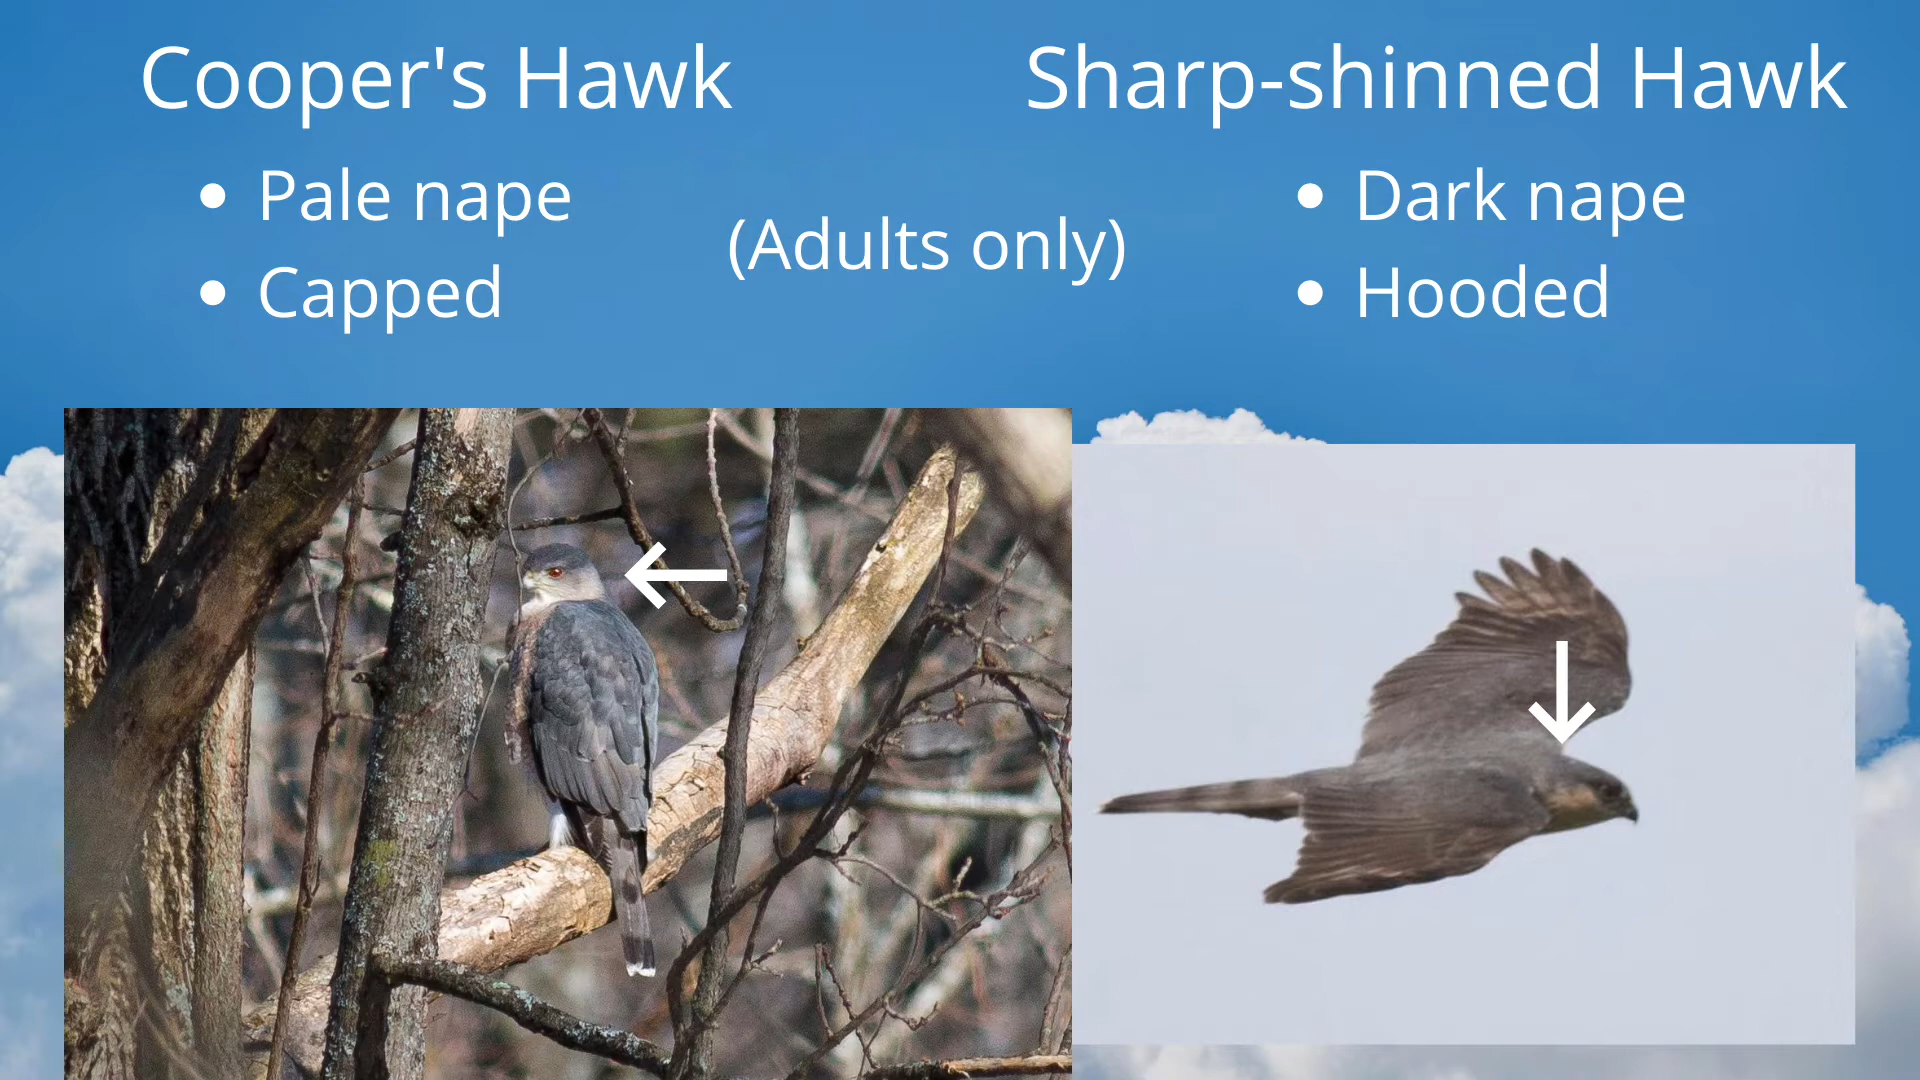 Cooper's Hawk
• Pale nape
• Capped
(Adults only)
Sharp-shinned Hawk
• Dark nape
• Hooded